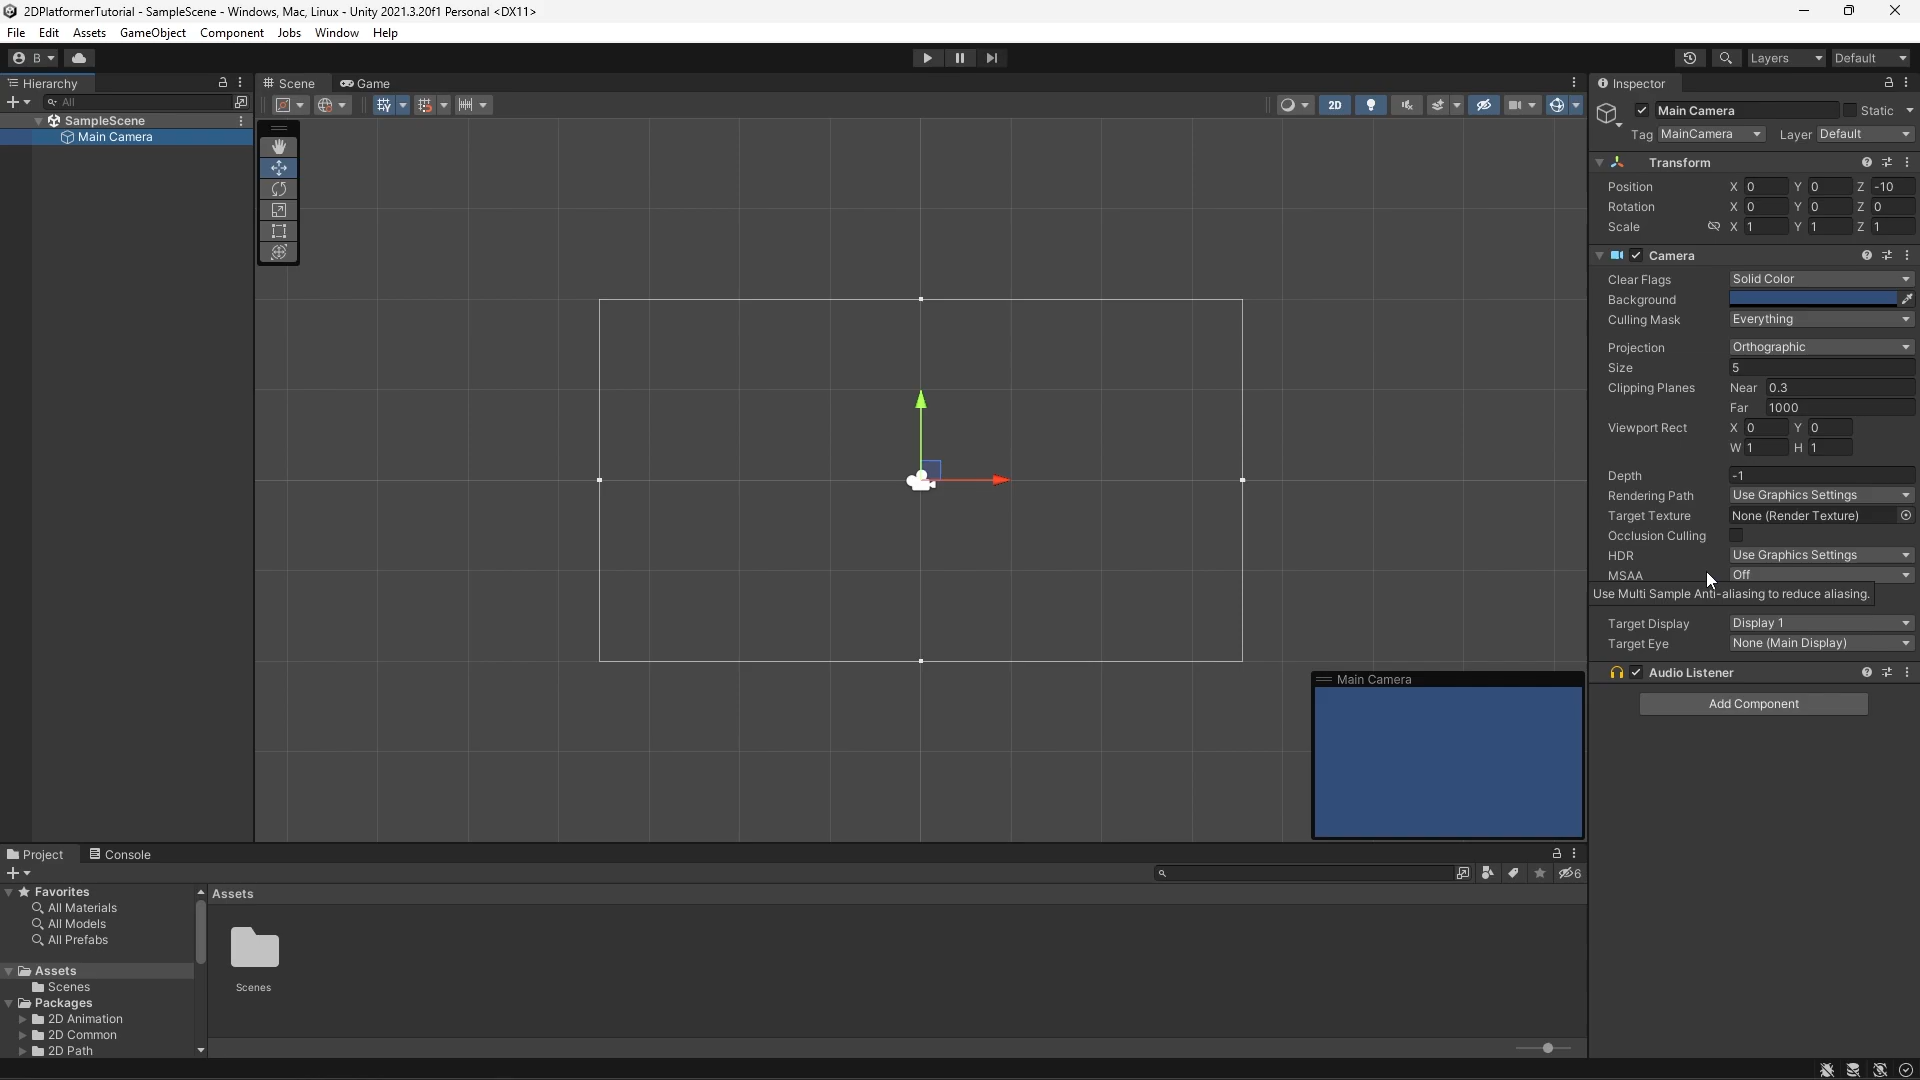 2DPlatformerTutorial - SampleScene - Windows, Mac, Linux - Unity 2021.3.20f1 Personal <DX11>
File Edit Assets GameObject Component Jobs Window Help
B Layers Default
Hierarchy
All
SampleScene
Main Camera
Scene Game
2D
Main Camera
Inspector
Main Camera Static
Tag MainCamera Layer Default
Transform
Position X 0 Y 0 Z -10
Rotation X 0 Y 0 Z 0
Scale X 1 Y 1 Z 1
Camera
Clear Flags Solid Color
Background
Culling Mask Everything
Projection Orthographic
Size 5
Clipping Planes Near 0.3
Far 1000
Viewport Rect X 0 Y 0
W 1 H 1
Depth -1
Rendering Path Use Graphics Settings
Target Texture None (Render Texture)
Occlusion Culling
HDR Use Graphics Settings
MSAA Off
Use Multi Sample Anti-aliasing to reduce aliasing.
Target Display Display 1
Target Eye None (Main Display)
Audio Listener
Add Component
Project Console
6
Favorites
All Materials
All Models
All Prefabs
Assets
Scenes
Packages
2D Animation
2D Common
2D Path
Assets
Scenes